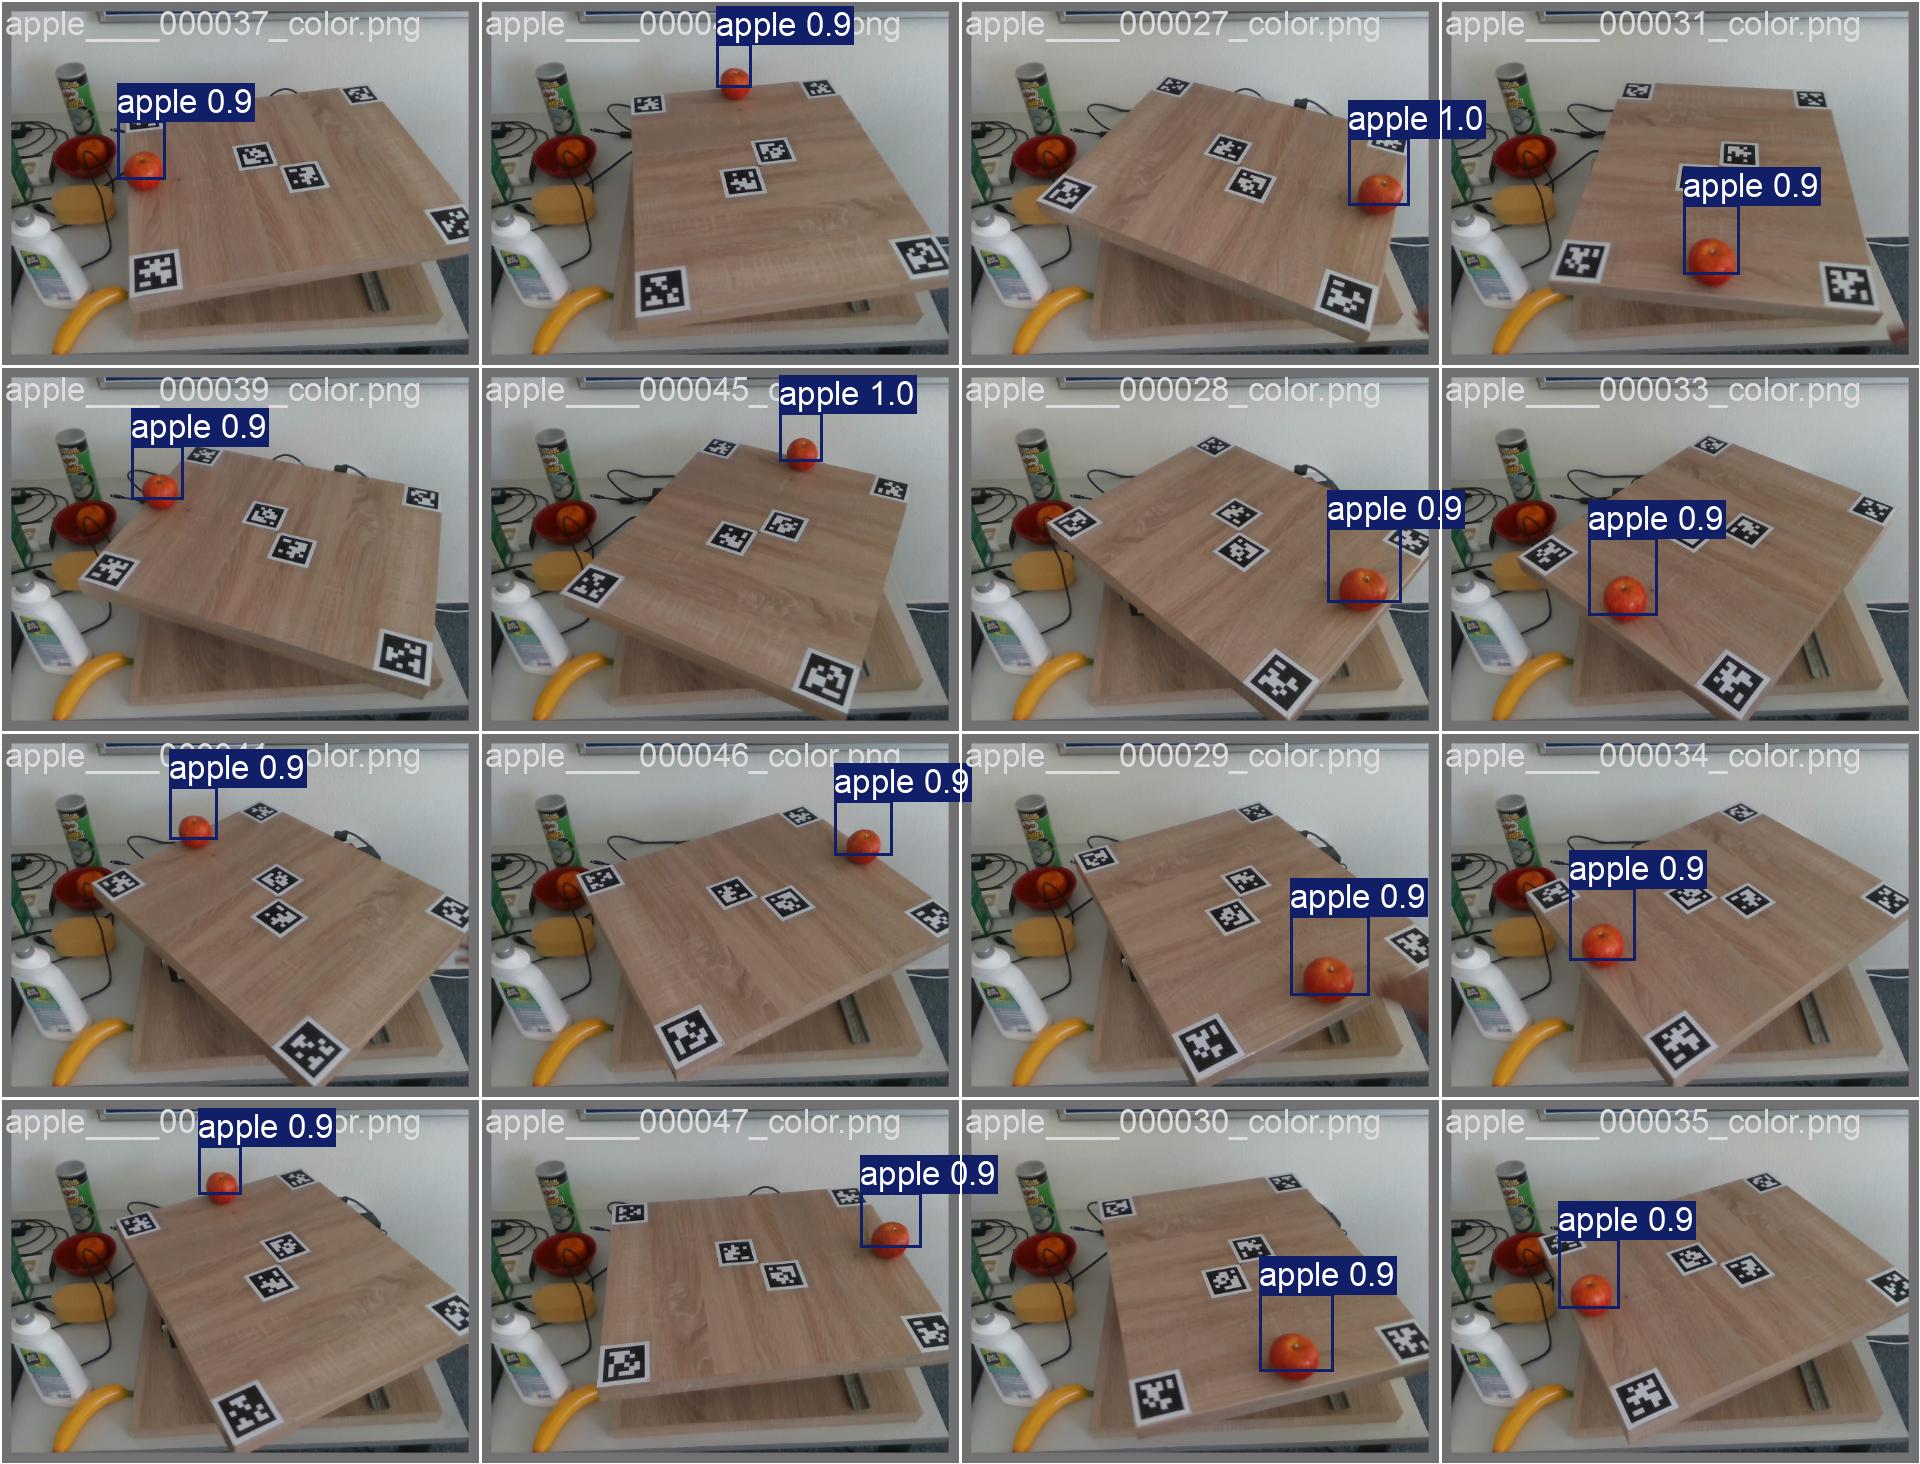 apple_____000037_color.png
apple 0.9
apple_____000
apple 0.9
ng
apple_____000027_color.png
apple 1.0
apple_____000031_color.png
apple 0.9
apple_____000039_color.png
apple 0.9
apple_____000045_
apple 1.0
.png
apple_____000028_color.png
apple 0.9
apple_____000033_color.png
apple 0.9
apple_____
olor.png
apple 0.9
apple_____000046_color.png
apple 0.9
apple_____000029_color.png
apple 0.9
apple_____000034_color.png
apple 0.9
apple_____00
or.png
apple 0.9
apple_____000047_color.png
apple 0.9
apple_____000030_color.png
apple 0.9
apple_____000035_color.png
apple 0.9